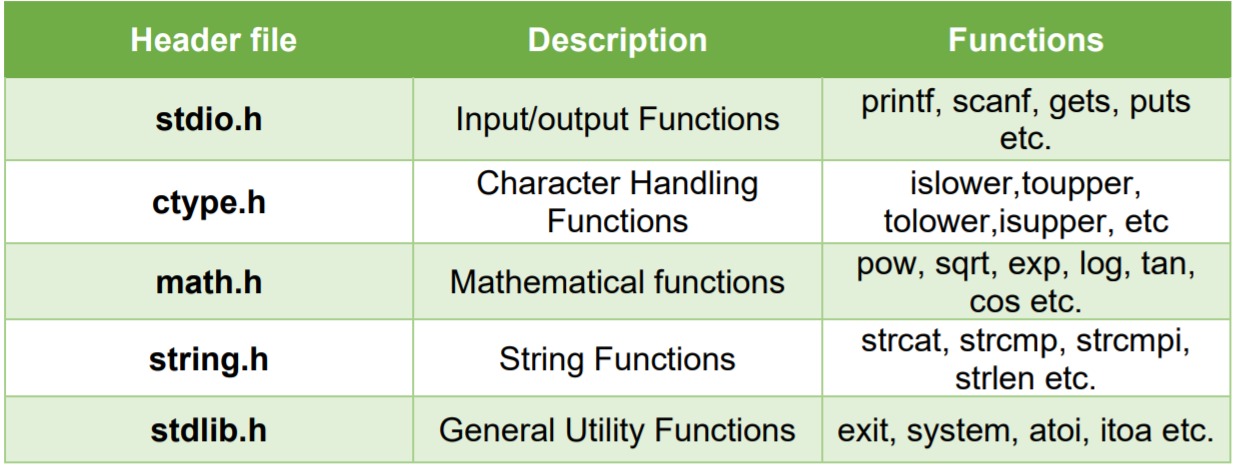 Header file Description Functions
stdio.h Input/output Functions printf, scanf, gets, puts
etc.
ctype.h Character Handling
Functions islower,toupper,
tolower,isupper, etc
math.h Mathematical functions pow, sqrt, exp, log, tan,
cos etc.
string.h String Functions strcat, strcmp, strcmpi,
strlen etc.
stdlib.h General Utility Functions exit, system, atoi, itoa etc.